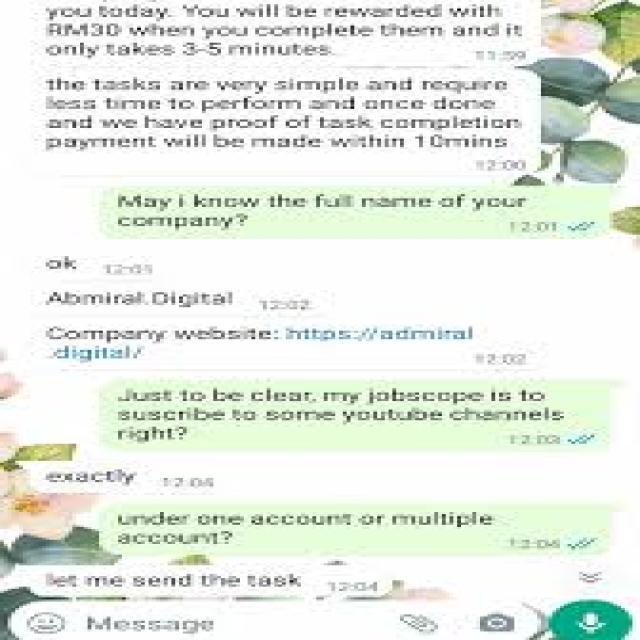 you today. You will be rewarded with
RM30 when you complete them and it
only takes 3-5 minutes.
11:59
the tasks are very simple and require
less time to perform and once done
and we have proof of task completion
payment will be made within 10mins
12:00
May i know the full name of your
company?
12:01
ok 12:01
Abmiral.Digital 12:02
Company website: https://admiral
.digital/
12:02
Just to be clear, my jobscope is to
suscribe to some youtube channels
right?
12:03
exactly 12:04
under one account or multiple
account?
12:04
let me send the task 12:04
Message